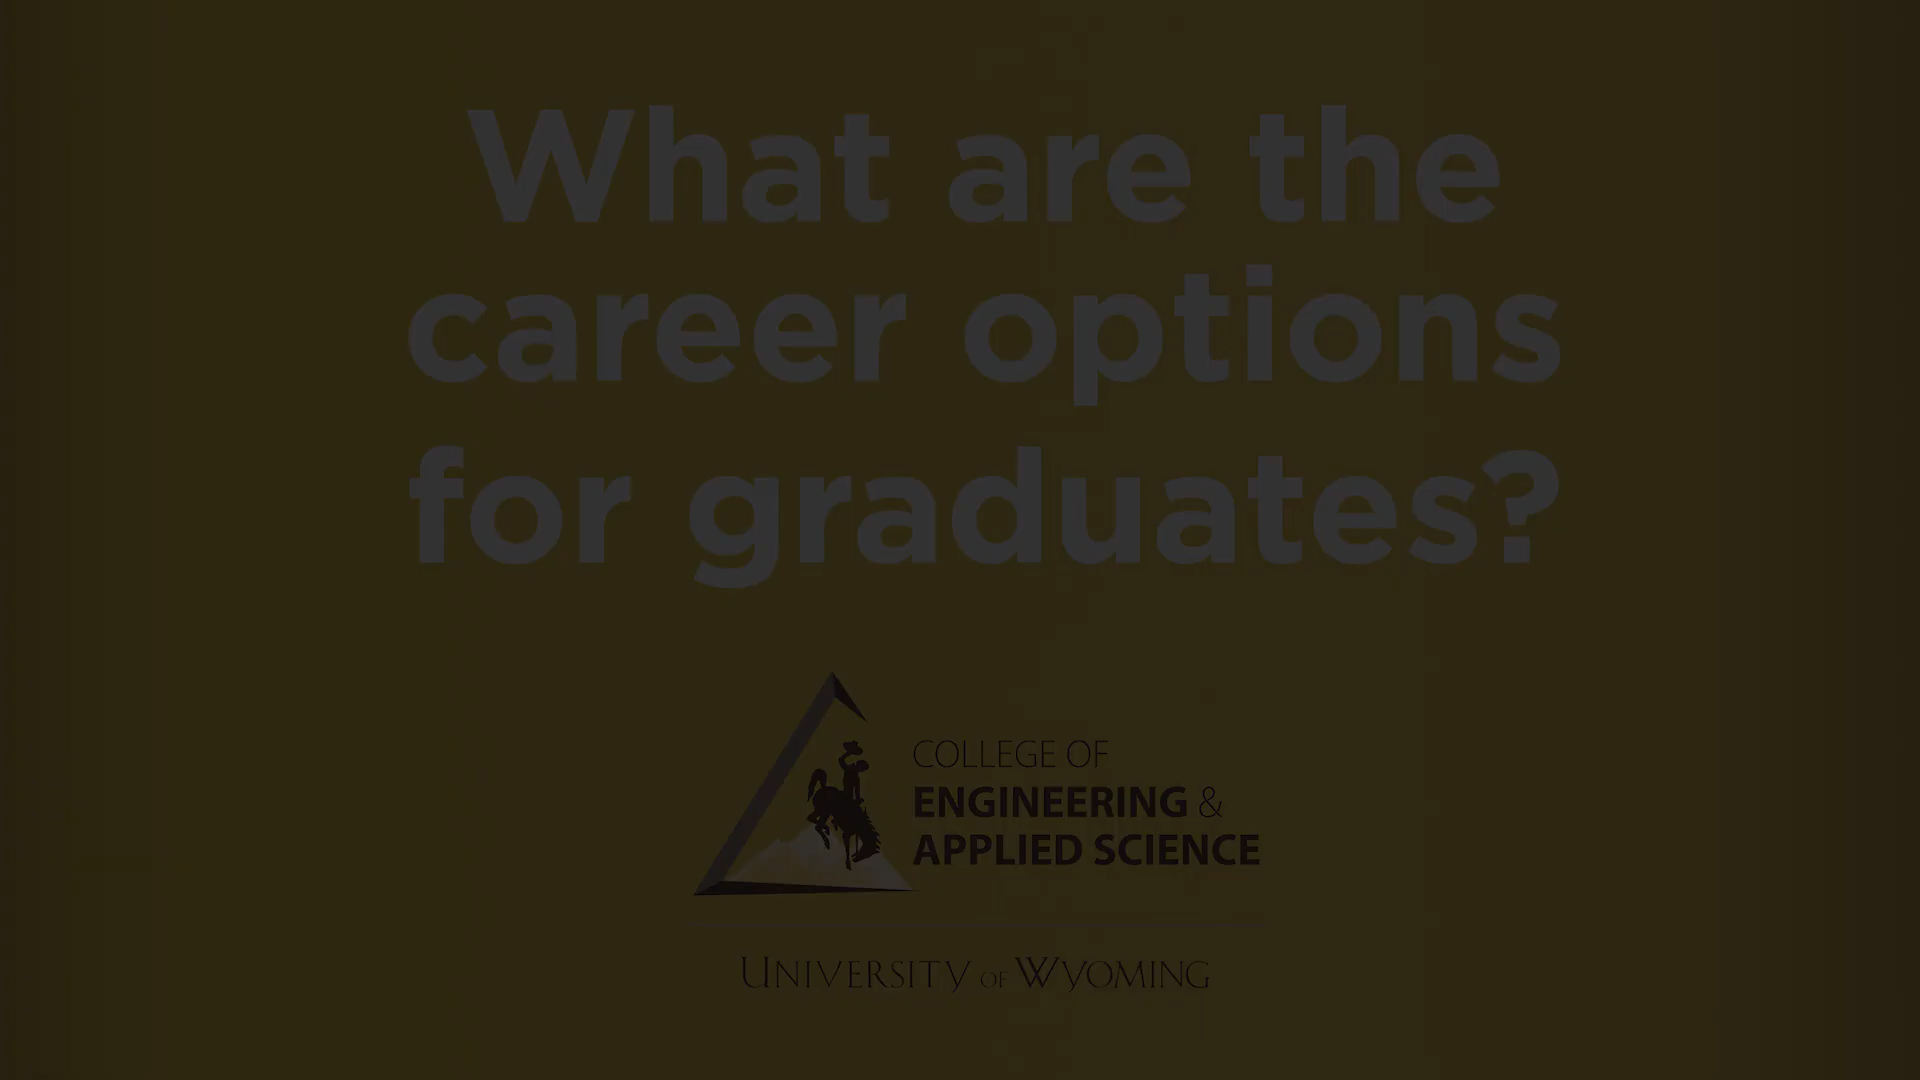 What are the
career options
for graduates?
COLLEGE OF
ENGINEERING &
APPLIED SCIENCE
UNIVERSITY OF WYOMING